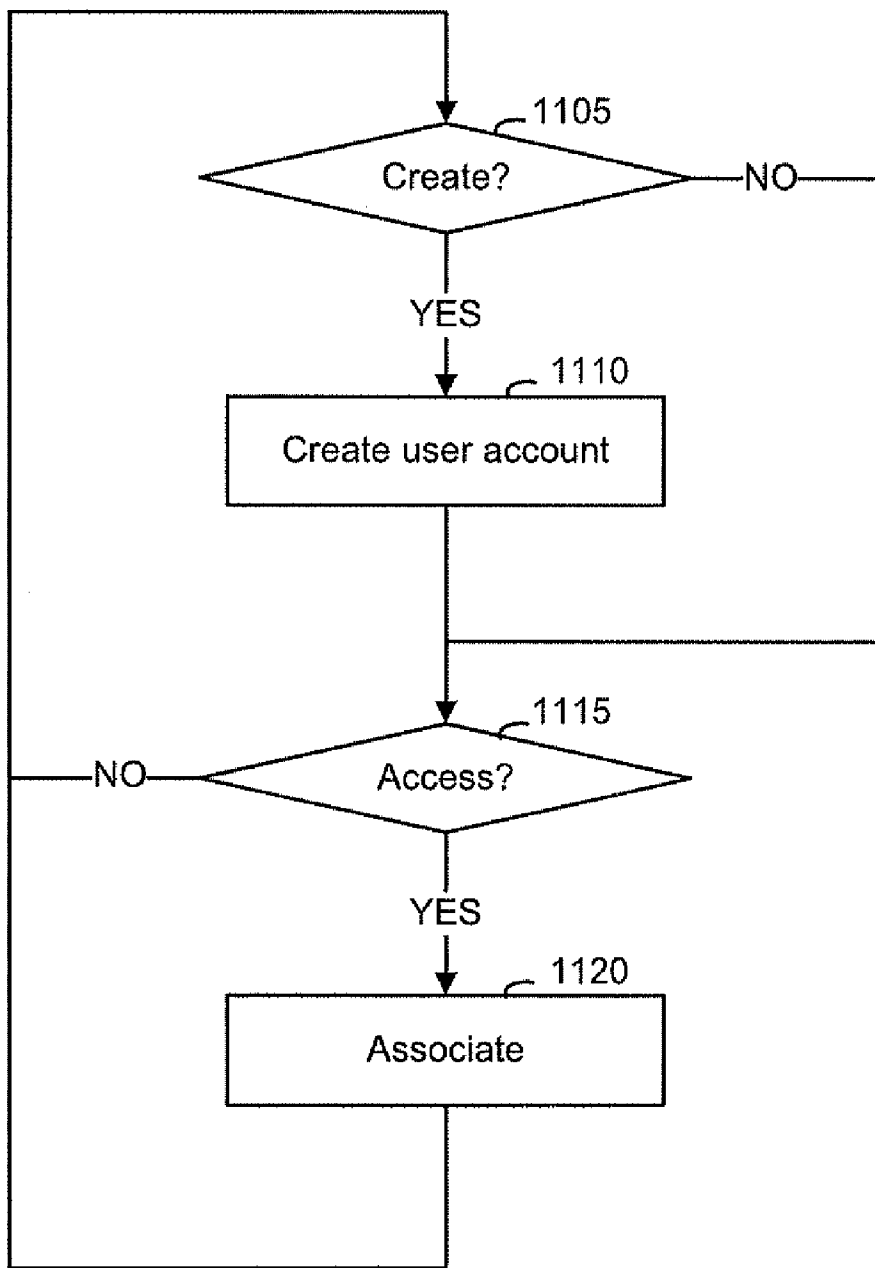 1105
Create?
NO
YES
1110
Create user account
1115
NO
Access?
YES
1120
Associate